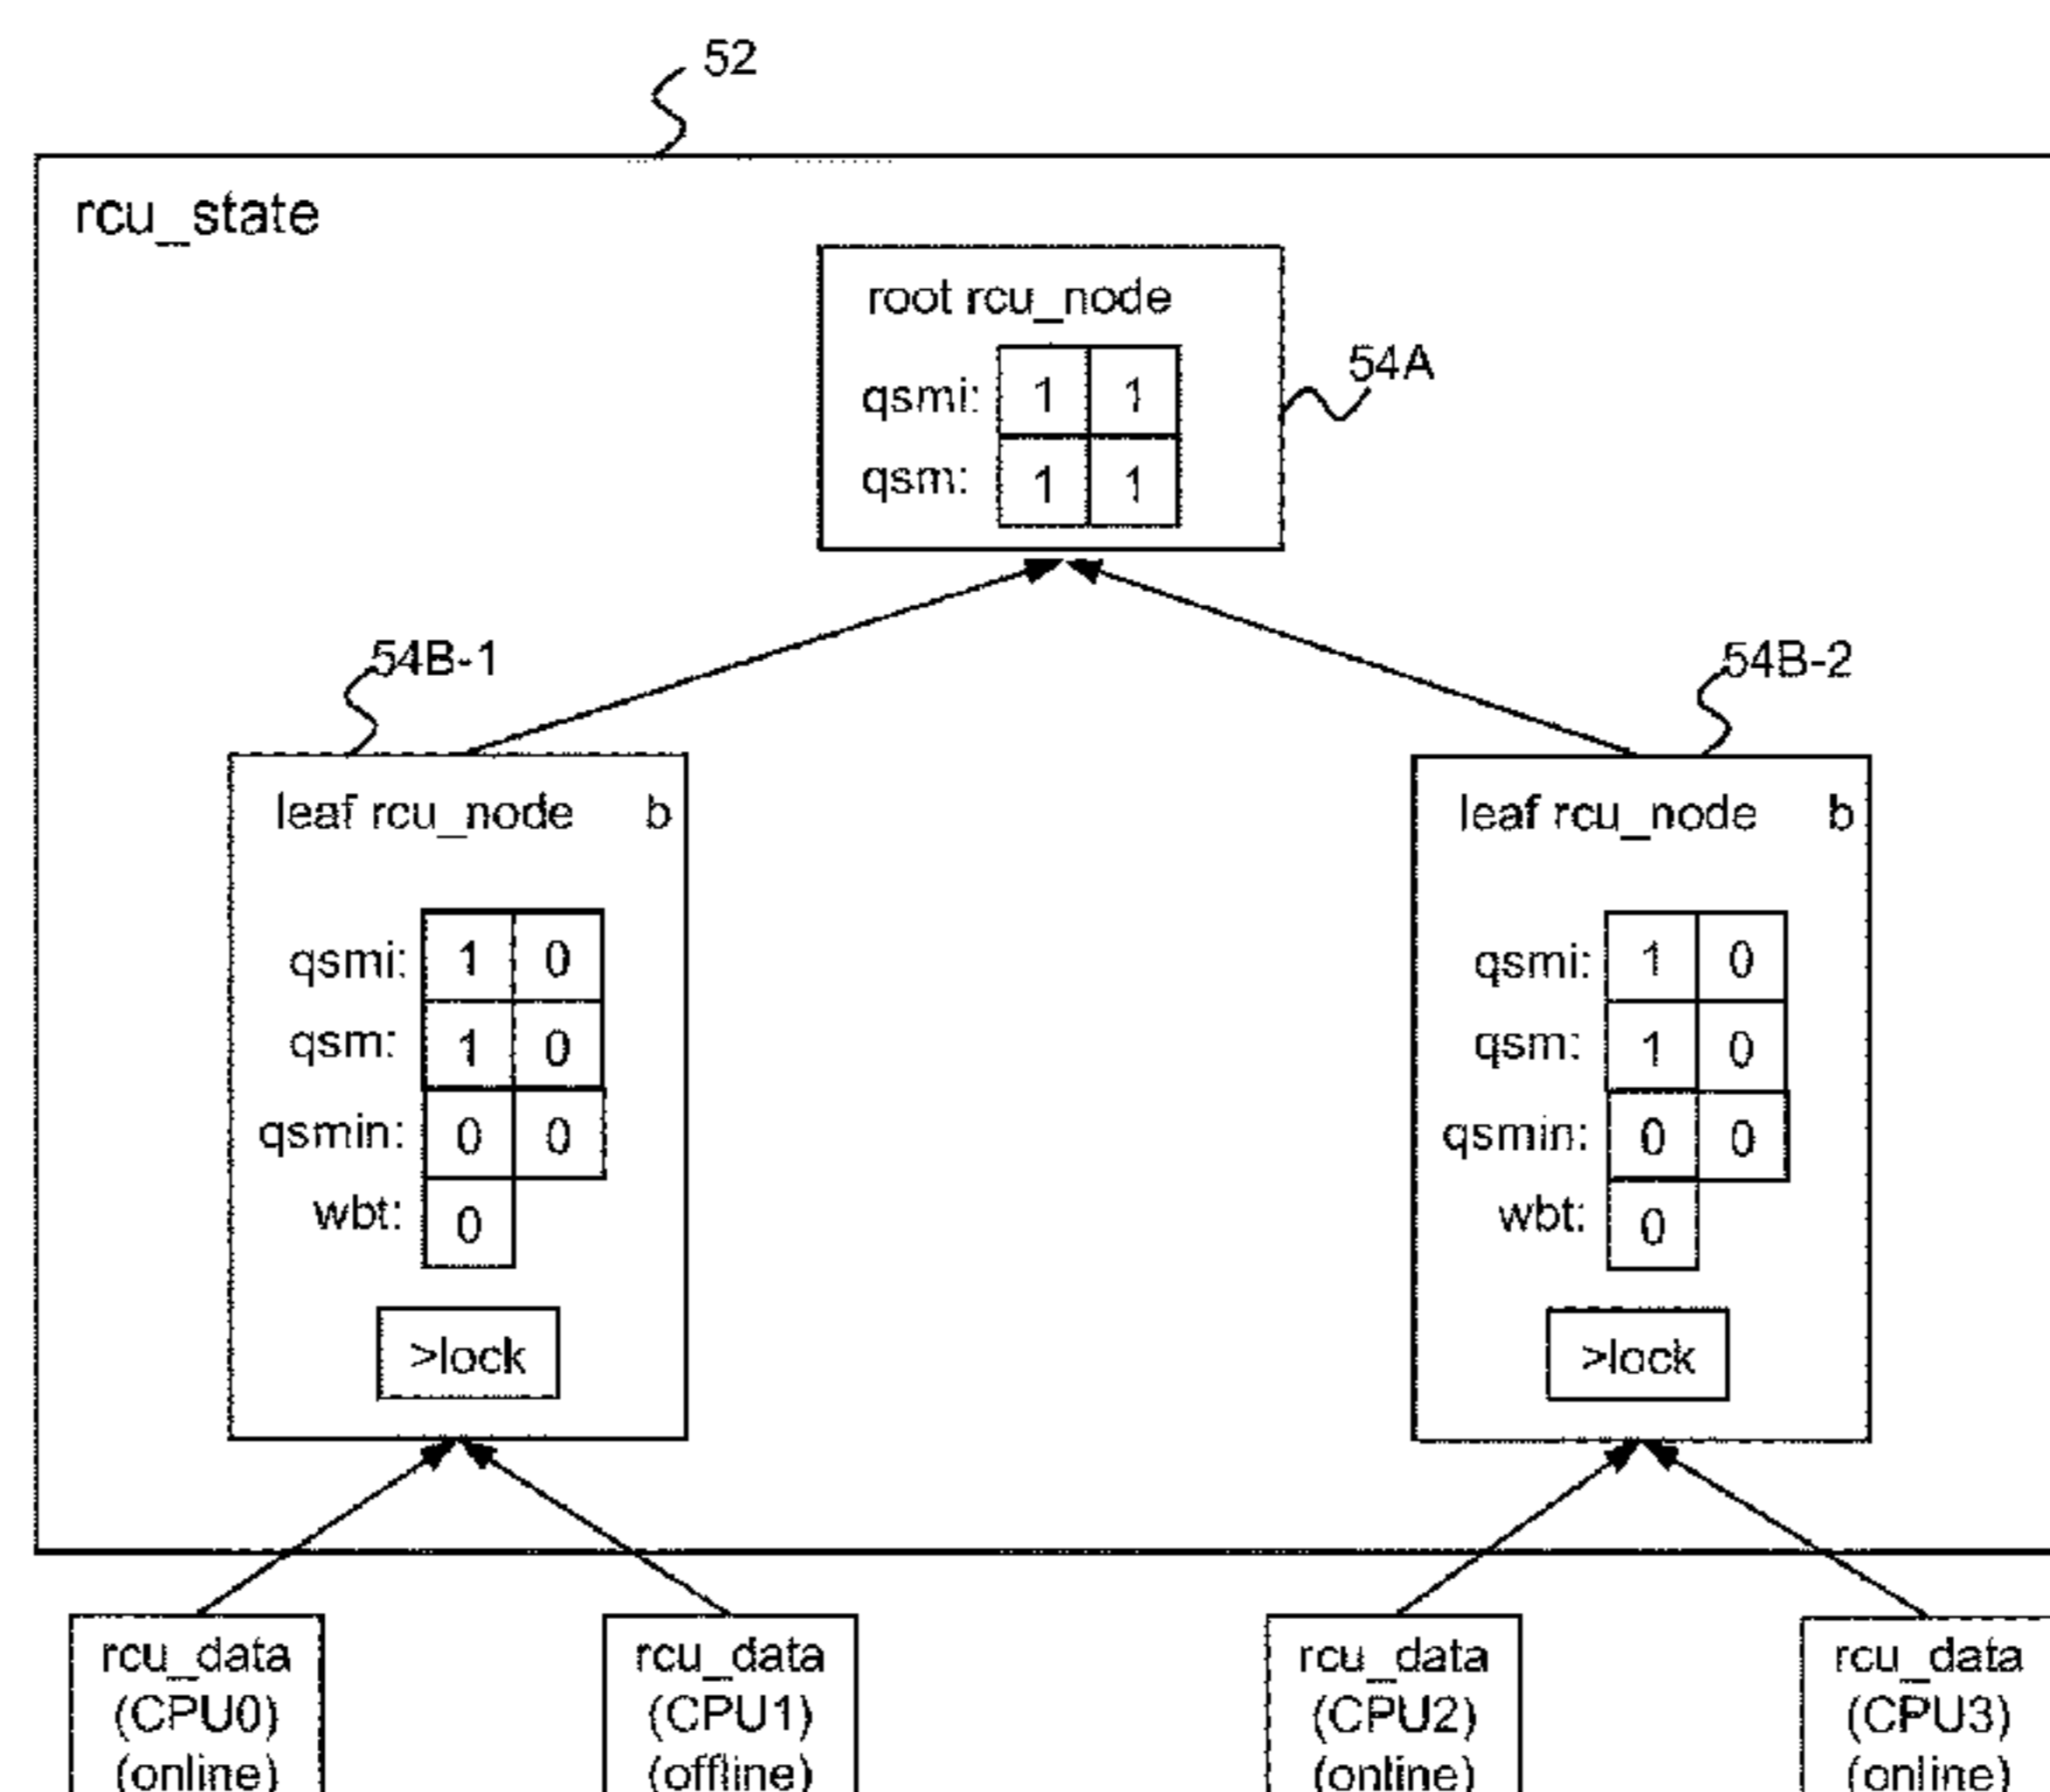 52
rcu_state
root rcu_node
54A
qsmi: 1 1
qsm: 1 1
54B-1
54B-2
leaf rcu_node b
leaf rcu_node b
qsmi: 1 0
qsmi: 1 0
qsm: 1 0
qsm: 1 0
qsmin: 0 0
qsmin: 0 0
wbt: 0
wbt: 0
>lock
>lock
rcu_data
(CPU0)
(online)
rcu_data
(CPU1)
(offline)
rcu_data
(CPU2)
(online)
rcu_data
(CPU3)
(online)